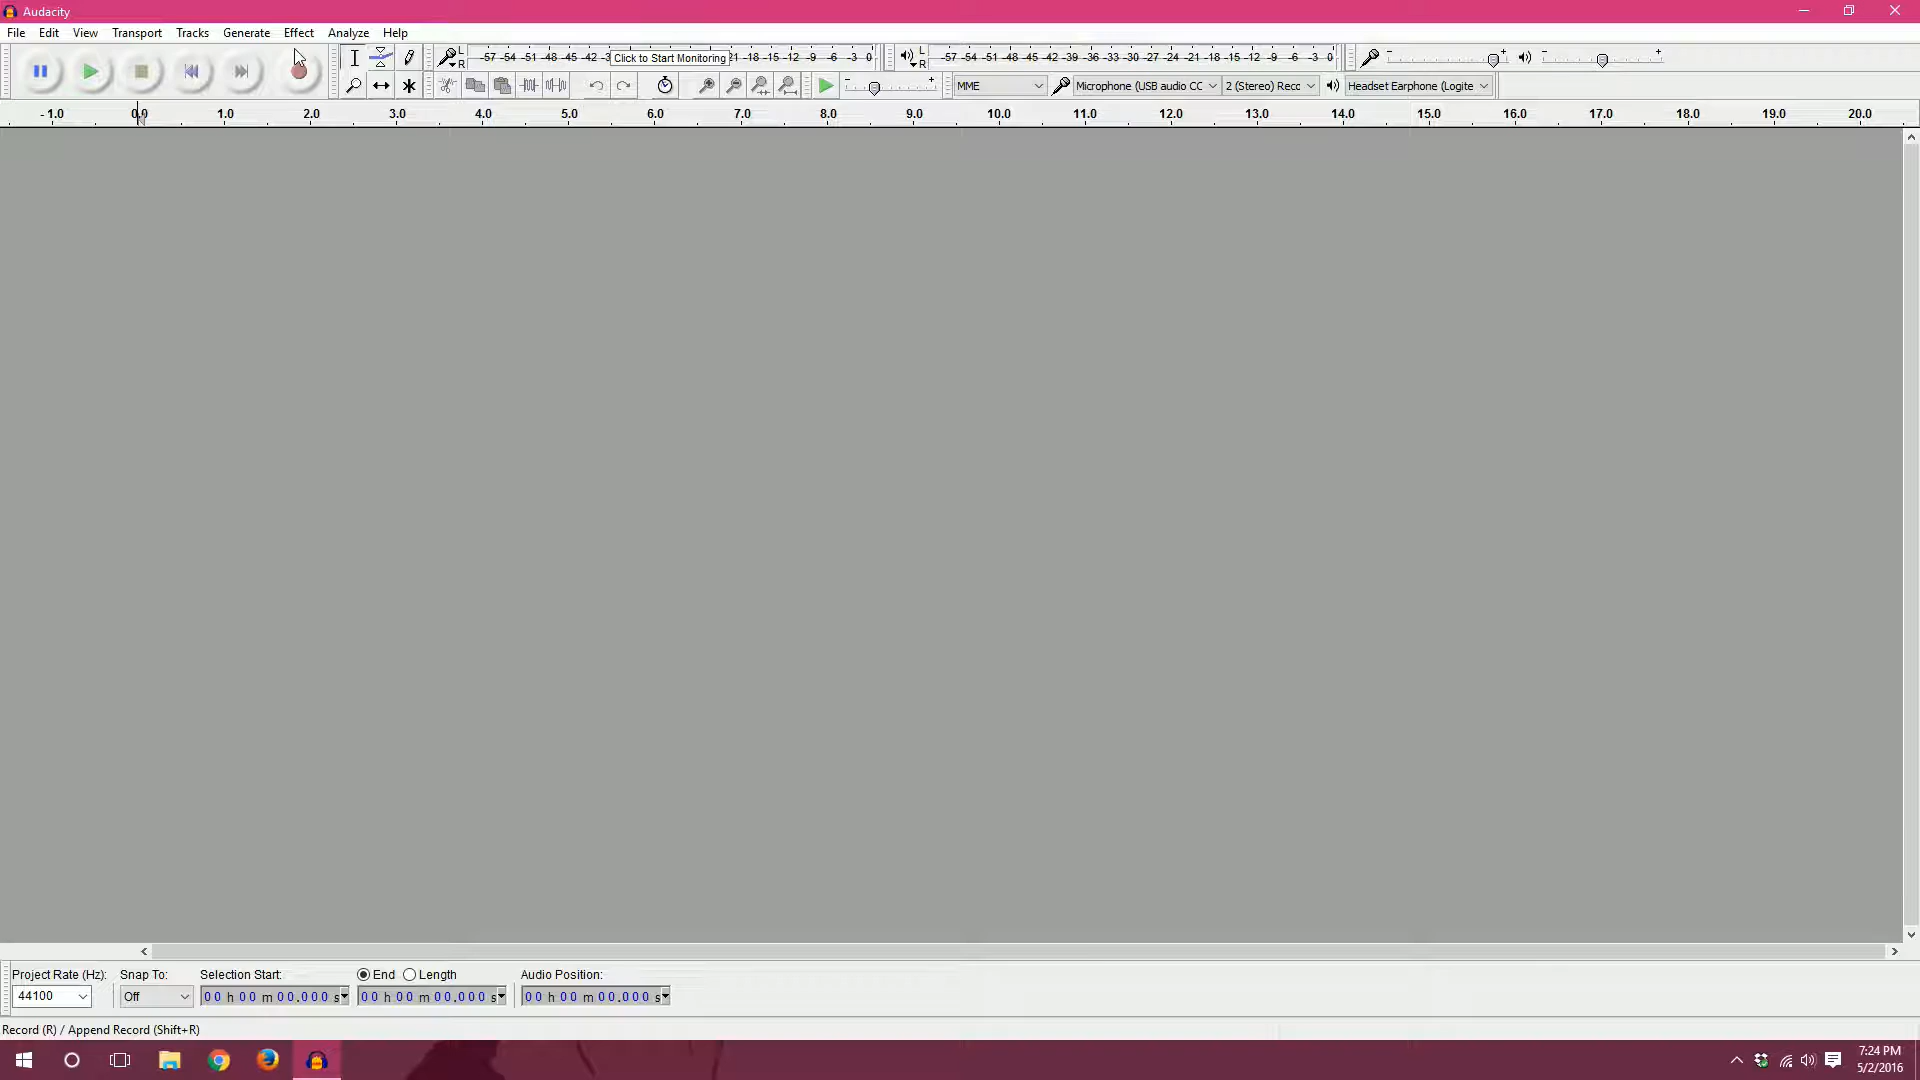 Audacity
File Edit View Transport Tracks Generate Effect Analyze Help
L R -57 -54 -51 -48 -45 -42 -3 Click to Start Monitoring 21 -18 -15 -12 -9 -6 -3 0 L R -57 -54 -51 -48 -45 -42 -39 -36 -33 -30 -27 -24 -21 -18 -15 -12 -9 -6 -3 0 - + - +
- + MME Microphone (USB audio CC 2 (Stereo) Recc Headset Earphone (Logite
-1.0 0.0 1.0 2.0 3.0 4.0 5.0 6.0 7.0 8.0 9.0 10.0 11.0 12.0 13.0 14.0 15.0 16.0 17.0 18.0 19.0 20.0
Project Rate (Hz): Snap To: Selection Start: End Length Audio Position:
44100 Off 00 h 00 m 00.000 s 00 h 00 m 00.000 s 00 h 00 m 00.000 s
Record (R) / Append Record (Shift+R)
7:24 PM
5/2/2016